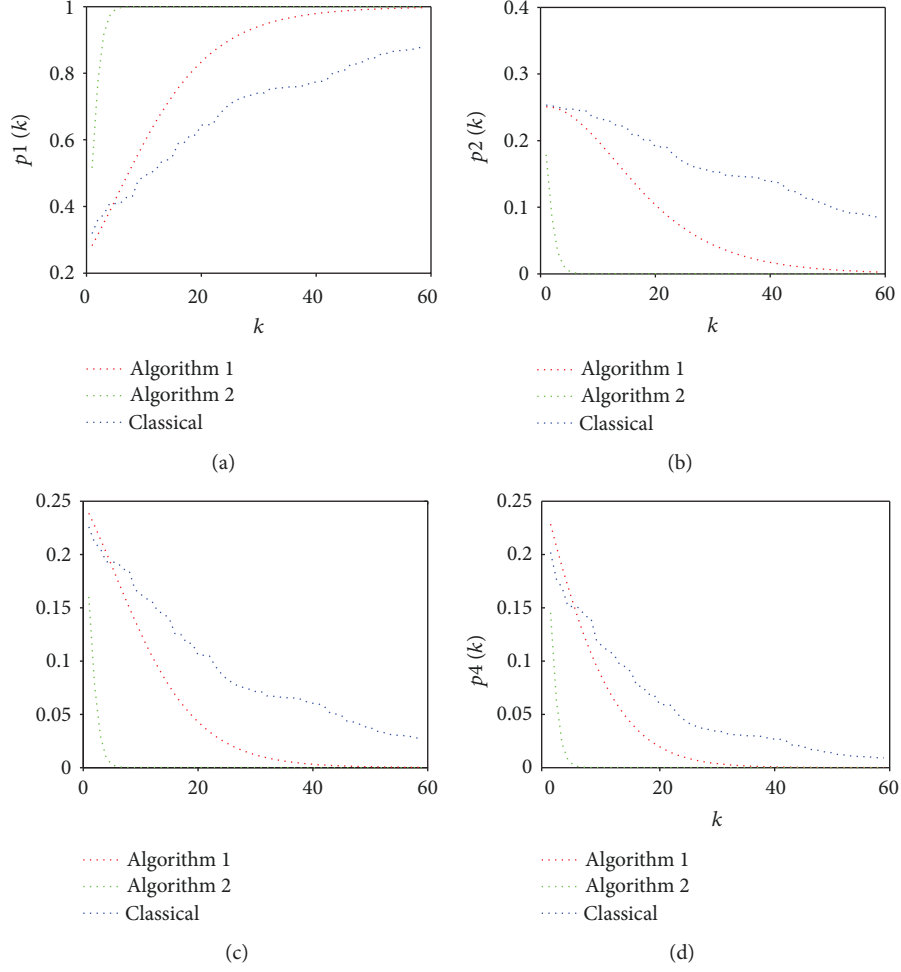 1
0.8
0.6
0.4
0.2
p1 (k)
0 20 40 60
k
Algorithm 1
Algorithm 2
Classical
(a)
0.4
0.3
0.2
0.1
0
p2 (k)
0 20 40 60
k
Algorithm 1
Algorithm 2
Classical
(b)
0.25
0.2
0.15
0.1
0.05
0
0 20 40 60
Algorithm 1
Algorithm 2
Classical
(c)
0.25
0.2
0.15
0.1
0.05
0
p4 (k)
0 20 40 60
k
Algorithm 1
Algorithm 2
Classical
(d)